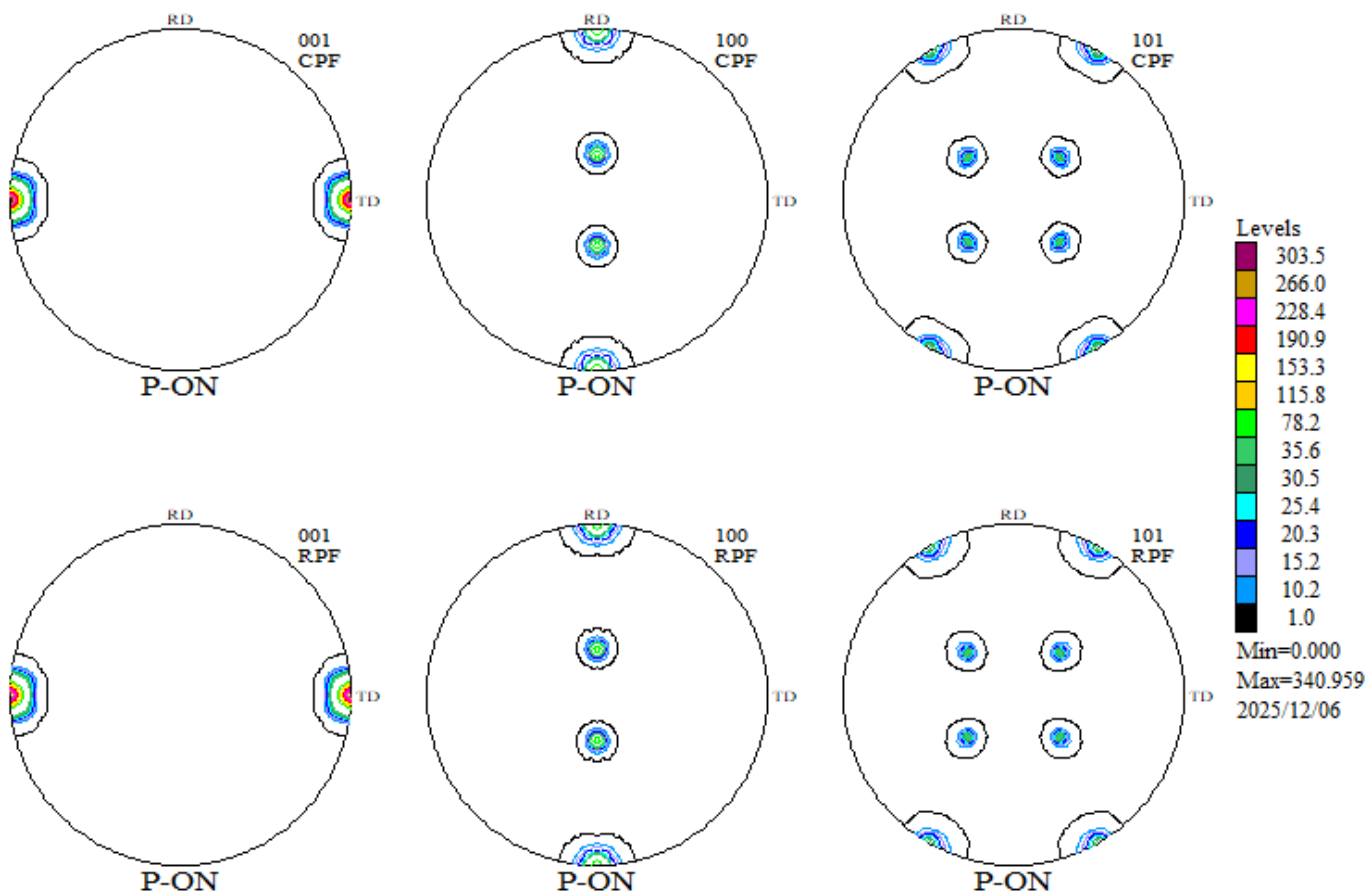 RD
001
CPF
TD
P-ON
RD
100
CPF
TD
P-ON
RD
101
CPF
TD
P-ON
RD
001
RPF
TD
P-ON
RD
100
RPF
TD
P-ON
RD
101
RPF
TD
P-ON
Levels
303.5
266.0
228.4
190.9
153.3
115.8
78.2
35.6
30.5
25.4
20.3
15.2
10.2
1.0
Min=0.000
Max=340.959
2025/12/06